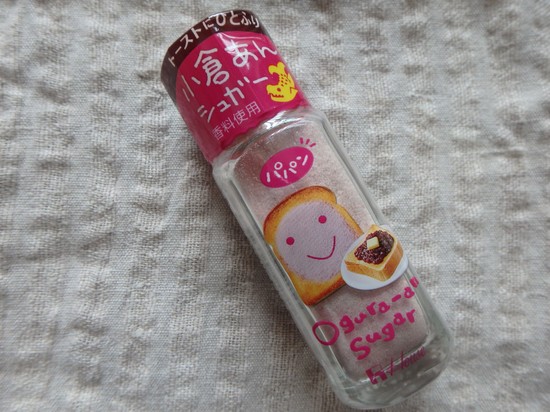 トーストにひとふり
小倉あん
シュガー
香料使用
パパン
Ogura-an
Sugar
House